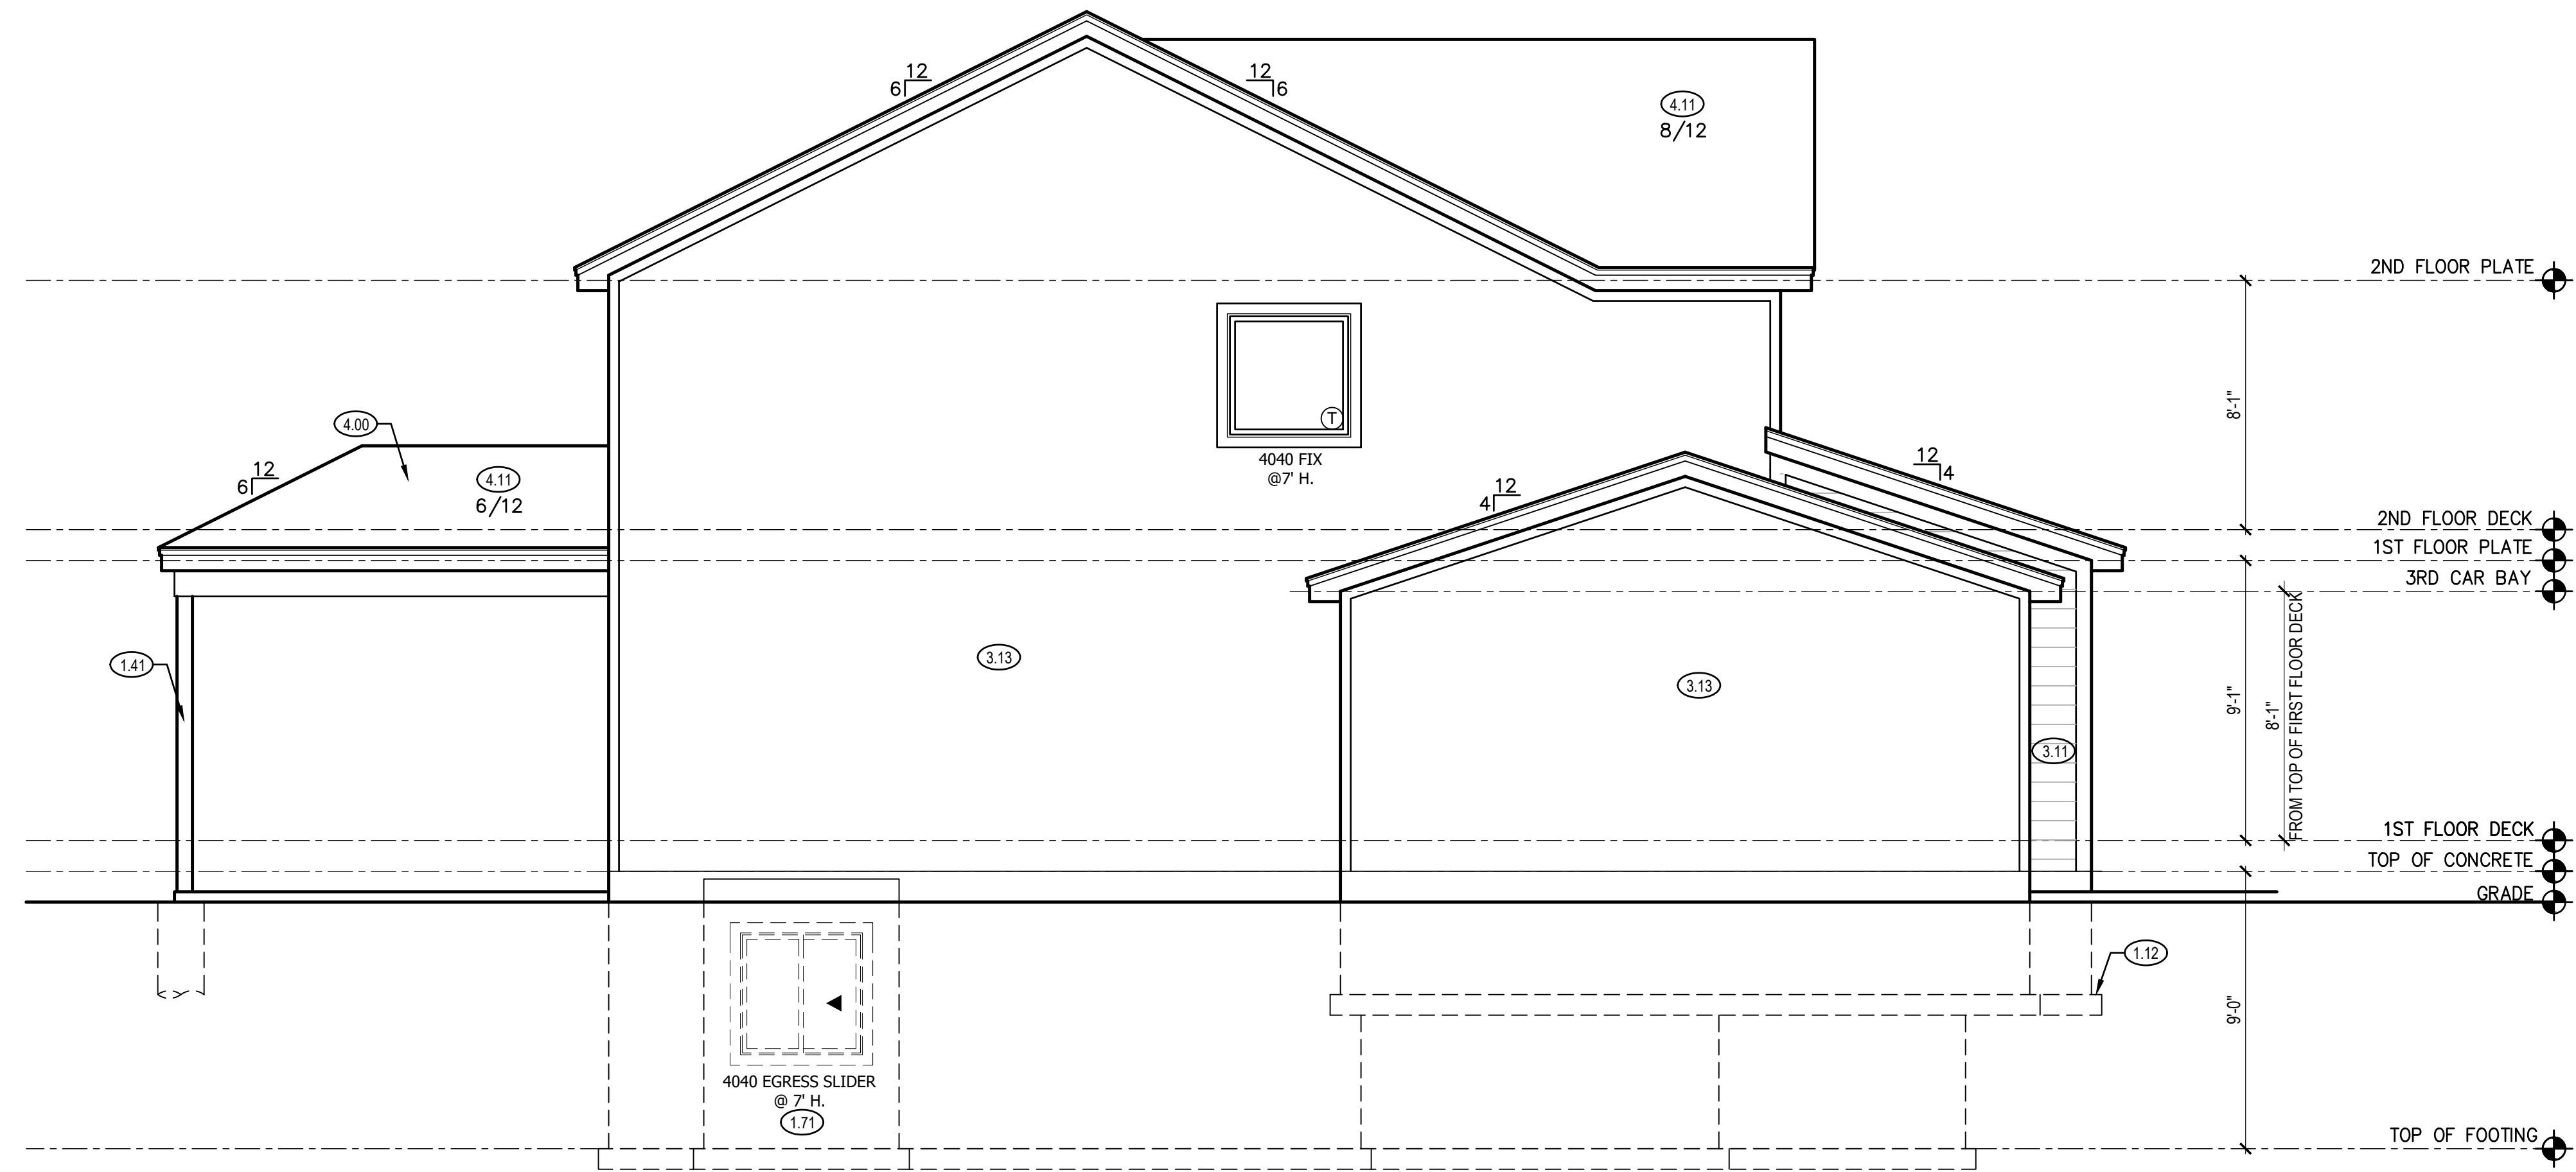 12
6
12
6
4.11
8/12
2ND FLOOR PLATE
8'-1"
4.00
12
6
4.11
6/12
T
4040 FIX
@7' H.
12
4
12
4
2ND FLOOR DECK
1ST FLOOR PLATE
3RD CAR BAY
1.41
3.13
3.13
3.11
9'-1"
8'-1"
FROM TOP OF FIRST FLOOR DECK
1ST FLOOR DECK
TOP OF CONCRETE
GRADE
1.12
9'-0"
4040 EGRESS SLIDER
@ 7' H.
1.71
TOP OF FOOTING